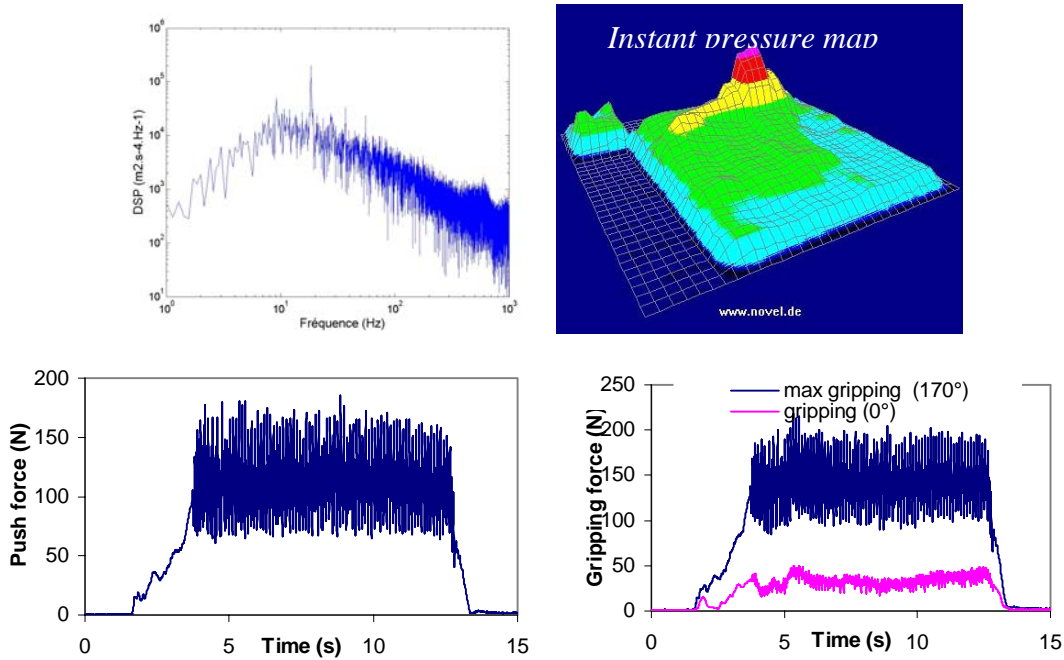 10⁶
10⁵
10⁴
10³
10²
10¹
DSP (m2.s-4.Hz-1)
10⁰ 10¹ 10² 10³
Fréquence (Hz)
Instant pressure map
www.novel.de
200
150
100
50
0
Push force (N)
0 5 10 15
Time (s)
250
200
150
100
50
0
Gripping force (N)
max gripping (170°)
gripping (0°)
0 5 10 15
Time (s)